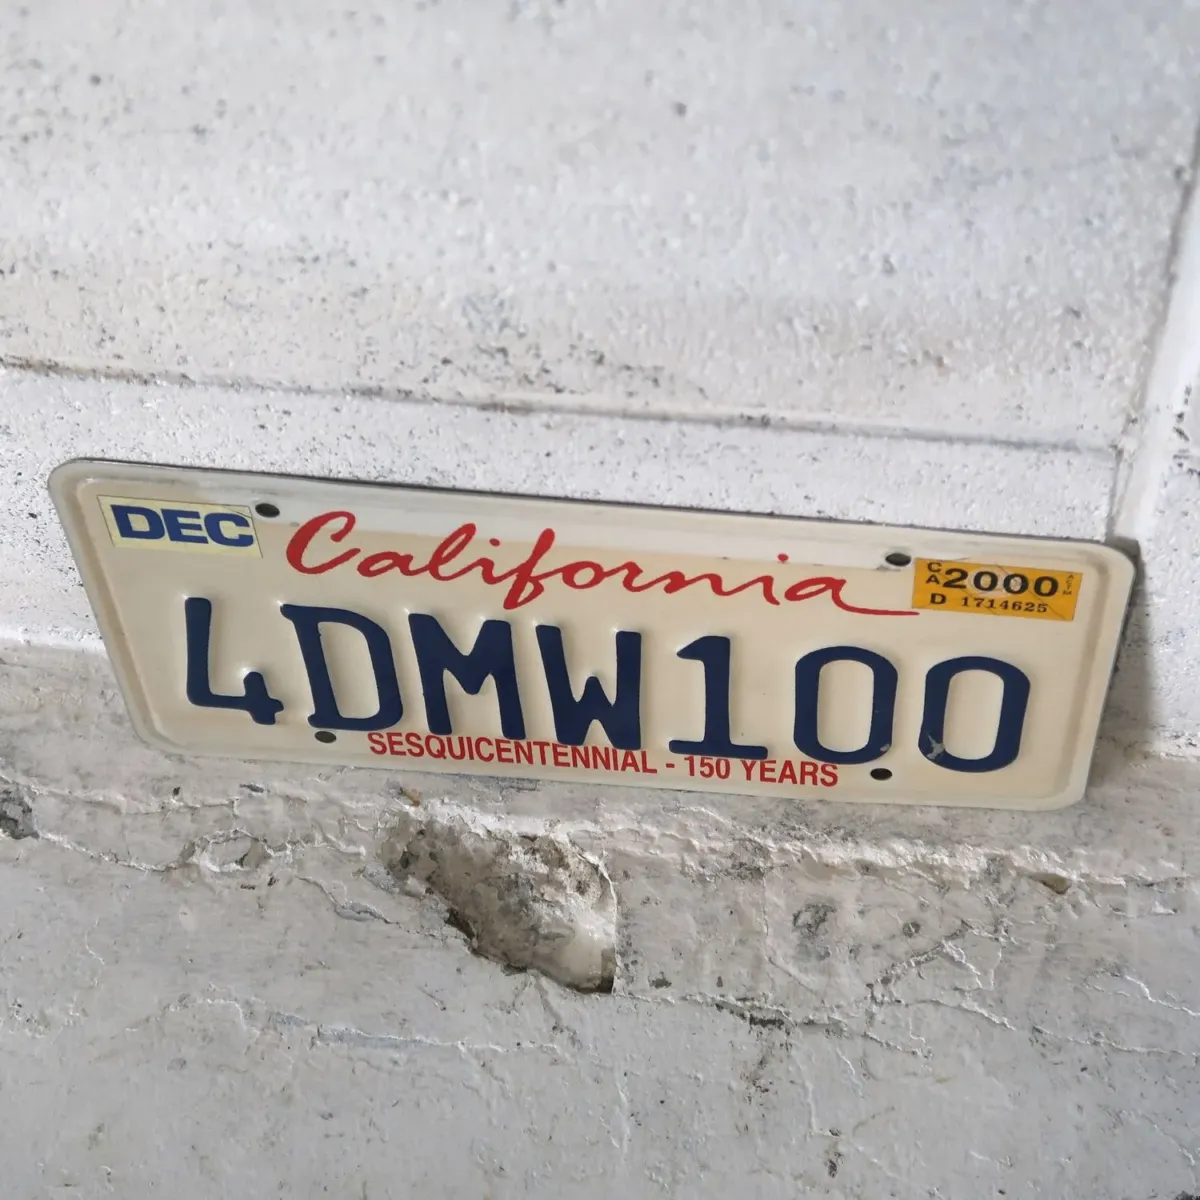 DEC
California
CA 2000
D 1714625
4DMW100
SESQUICENTENNIAL - 150 YEARS